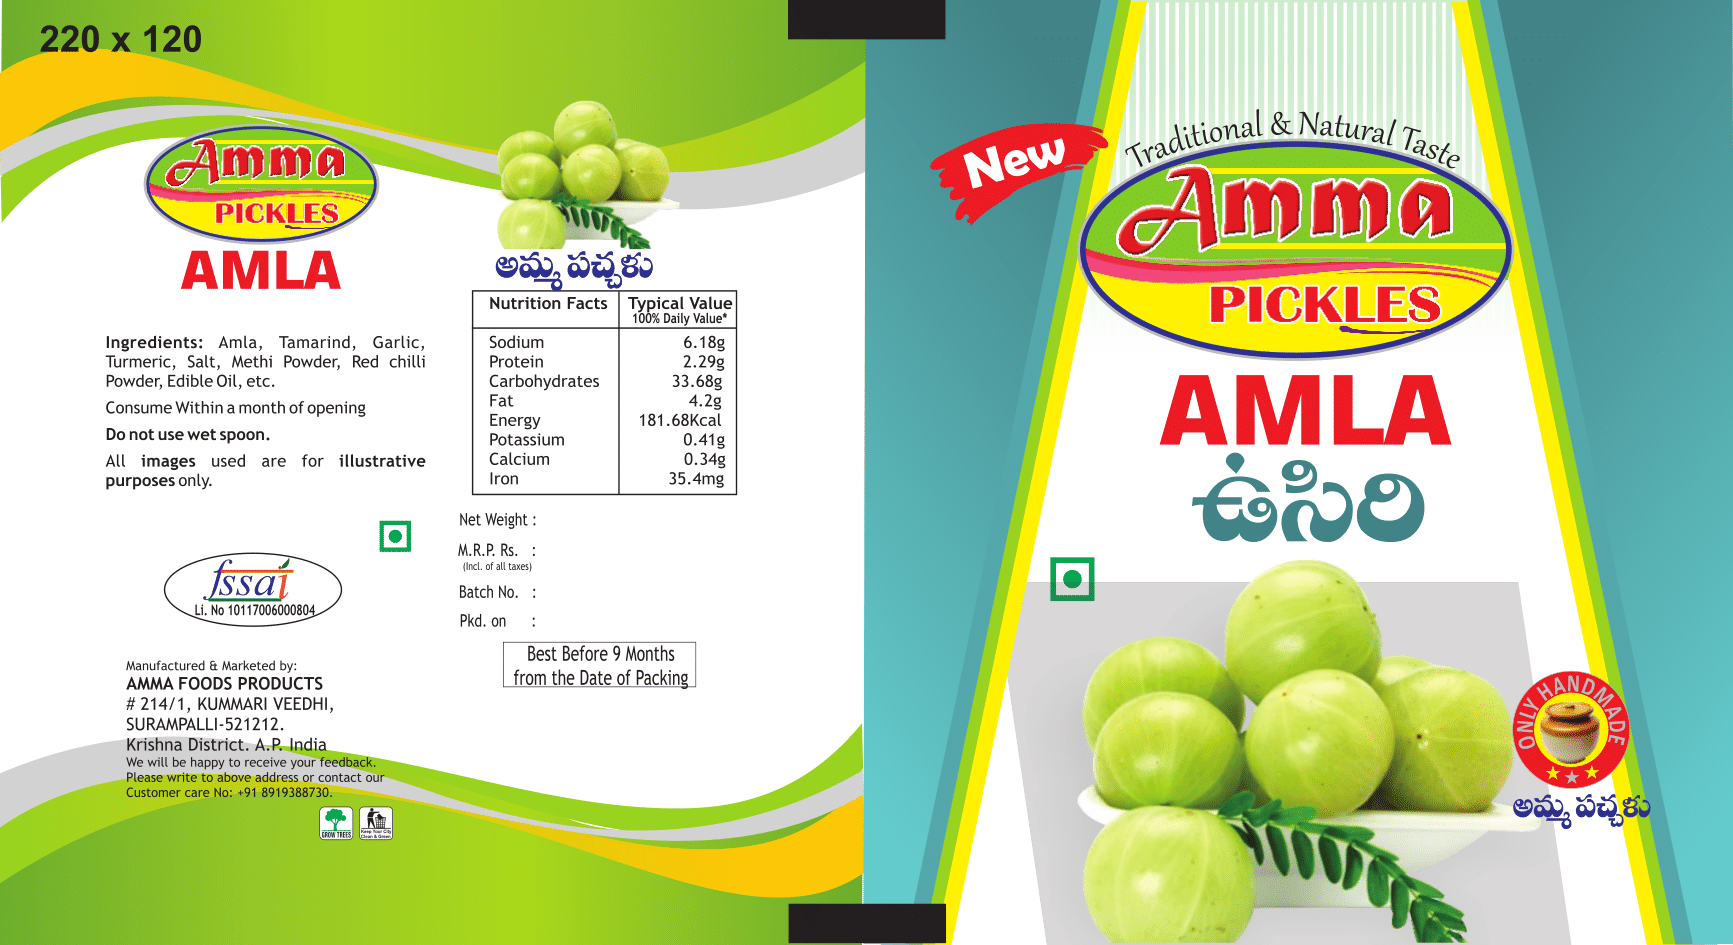 220 x 120
Amma
PICKLES
AMLA
Ingredients: Amla, Tamarind, Garlic,
Turmeric, Salt, Methi Powder, Red chilli
Powder, Edible Oil, etc.
Consume Within a month of opening
Do not use wet spoon.
All images used are for illustrative
purposes only.
fssai
Li. No 10117006000804
Manufactured & Marketed by:
AMMA FOODS PRODUCTS
# 214/1, KUMMARI VEEDHI,
SURAMPALLI-521212.
Krishna District. A.P. India
We will be happy to receive your feedback.
Please write to above address or contact our
Customer care No: +91 8919388730.
GROW TREES
Keep Your City
Clean & Green
అమ్మ పచ్చళు
Nutrition Facts Typical Value
100% Daily Value*
Sodium 6.18g
Protein 2.29g
Carbohydrates 33.68g
Fat 4.2g
Energy 181.68Kcal
Potassium 0.41g
Calcium 0.34g
Iron 35.4mg
Net Weight :
M.R.P. Rs. :
(Incl. of all taxes)
Batch No. :
Pkd. on :
Best Before 9 Months
from the Date of Packing
New
Traditional & Natural Taste
Amma
PICKLES
AMLA
ఉసిరి
ONLY HANDMADE
అమ్మ పచ్చళు